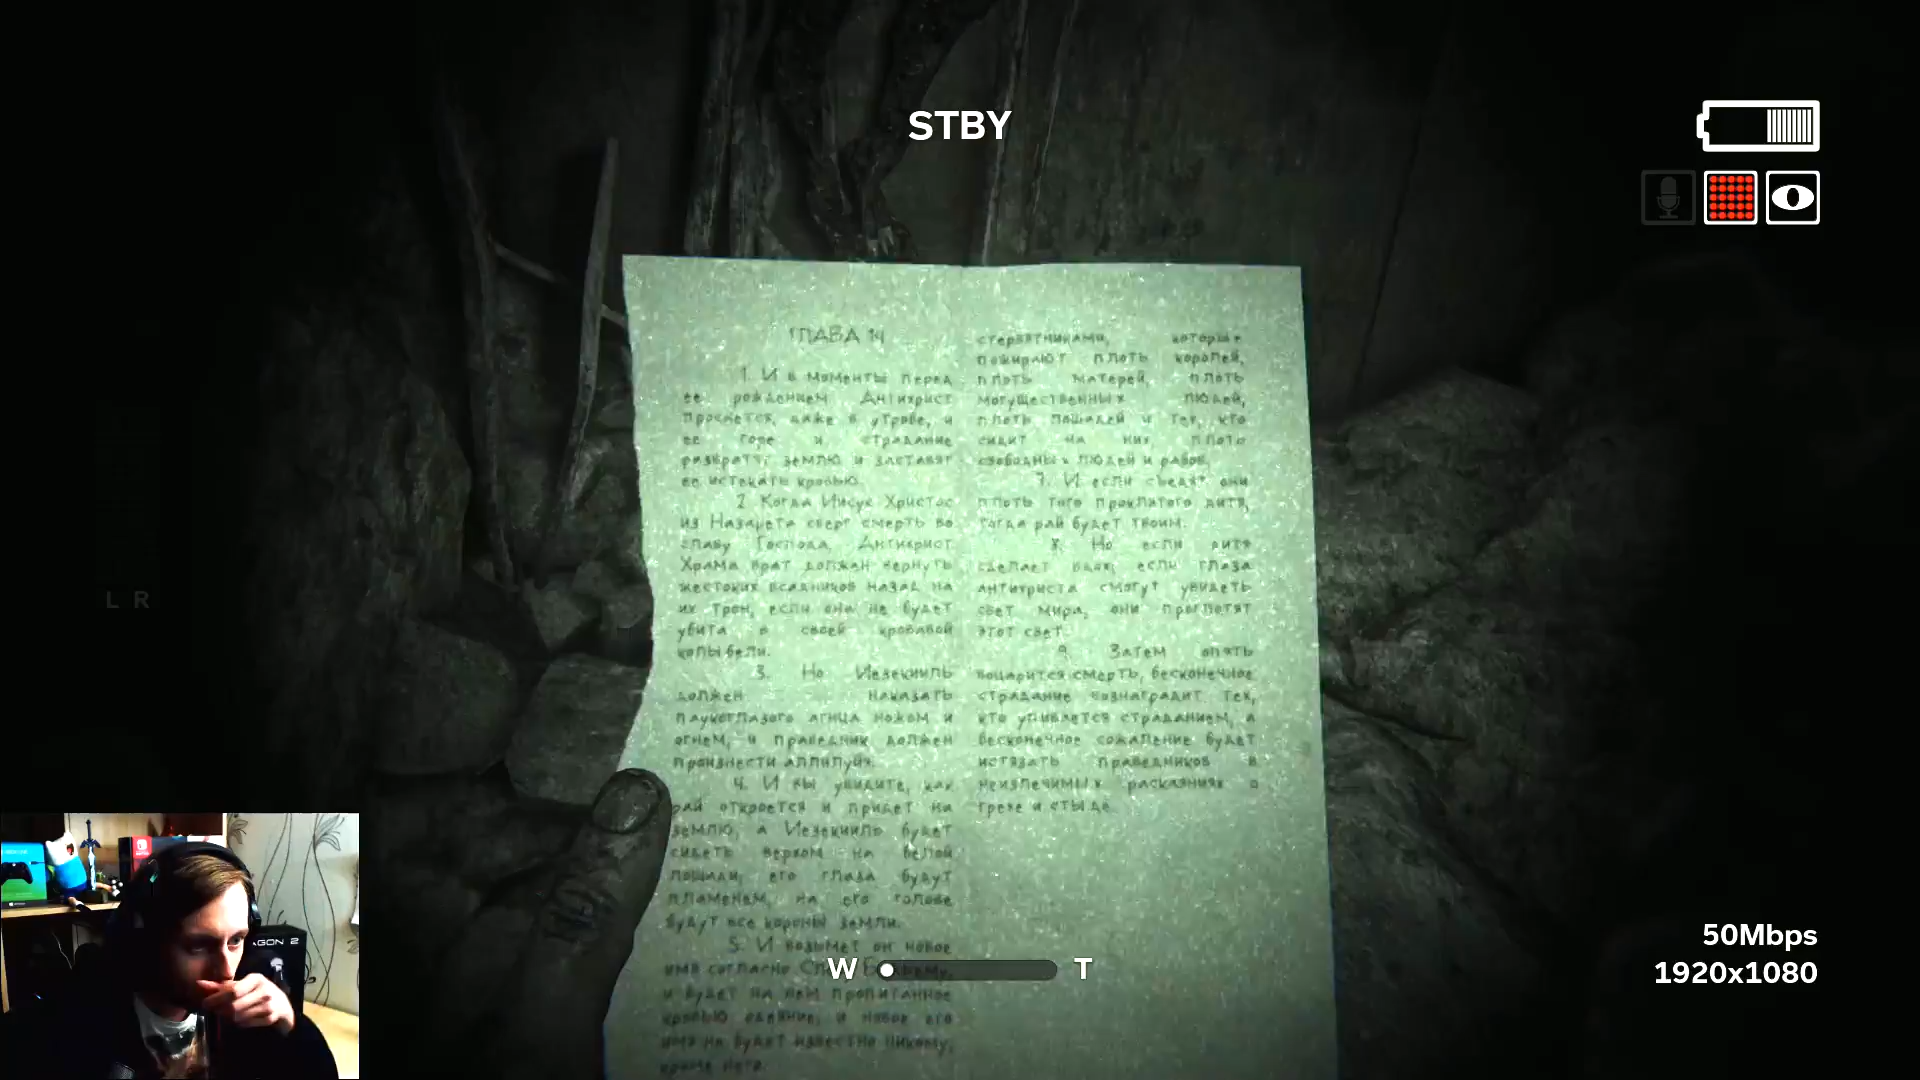 STBY
ГЛАВА 14
1. И в моменты перед
ее рождением Антихрист
проснется, даже в утробе, и
ее горе и страдание
развратят землю и заставят
ее истекать кровью.
2. Когда Иисус Христос
из Назарета сверг смерть во
славу Господа, Антихрист
Храма врат должен вернуть
жестоких всадников назад на
их трон, если она не будет
убита в своей кровавой
колыбели.
3. Но Иезекииль
должен наказать
паукоглазого агнца ножом и
огнем, и праведник должен
произнести аллилуйя.
4. И вы увидите, как
рай откроется и придет на
землю, а Иезекииль будет
сидеть верхом на белой
лошади, его глаза будут
пламенем, на его голове
будут все короны земли.
5. И возьмет он новое
имя согласно
и будет на нем пропитанное
кровью одеяние, и новое его
имя не будет известно никому,
кроме него.
стервятниками, которые
пожирают плоть королей,
плоть матерей, плоть
могущественных людей,
плоть лошадей и тех, кто
сидит на них, плоть
свободных людей и рабов.
7. И если съедят они
плоть того проклятого дитя,
тогда рай будет твоим.
8. Но если дитя
сделает вдох, если глаза
антихриста смогут увидеть
свет мира, они проглотят
этот свет.
9. Затем опять
воцарится смерть, бесконечное
страдание вознаградит тех,
кто упивается страданием, а
бесконечное сожаление будет
истязать праведников в
неизлечимых расказниях о
грехе и стыде.
L R
W T
50Mbps
1920x1080
AGON 2